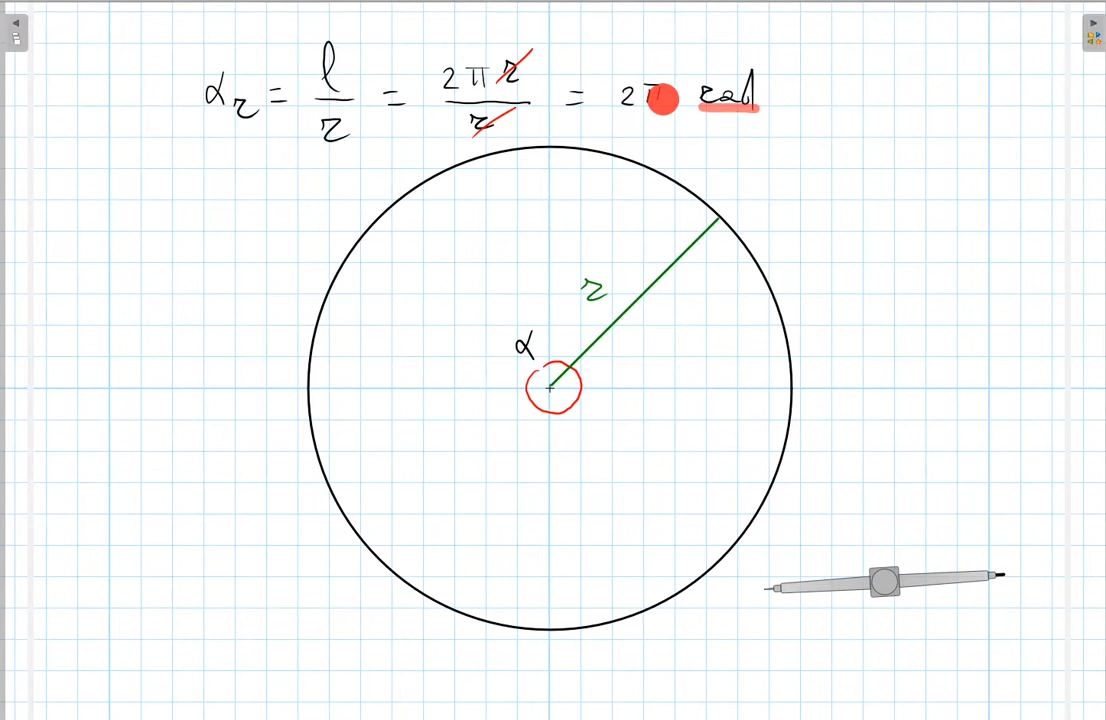 α_r = l/r = 2πr/r = 2π rad
r
α